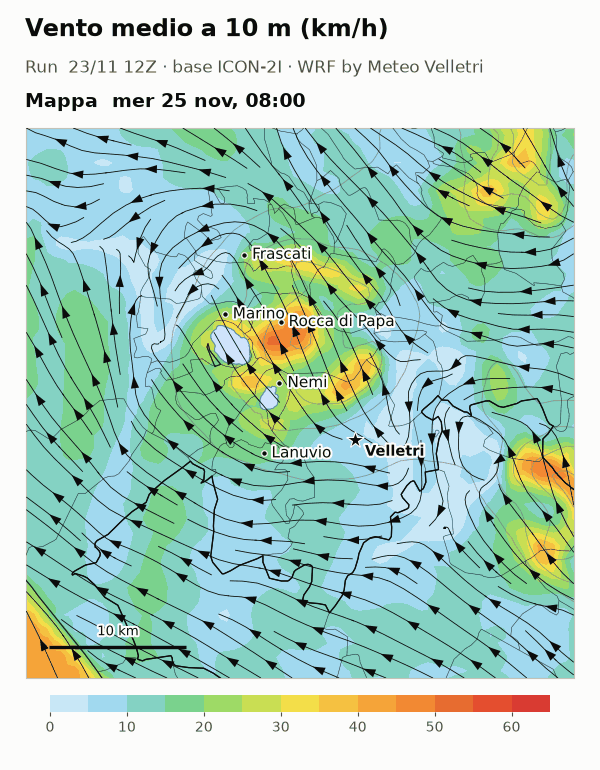 Vento medio a 10 m (km/h)
Run 23/11 12Z · base ICON-2I · WRF by Meteo Velletri
Mappa mer 25 nov, 08:00
Frascati
Marino
Rocca di Papa
Nemi
Velletri
Lanuvio
10 km
0 10 20 30 40 50 60